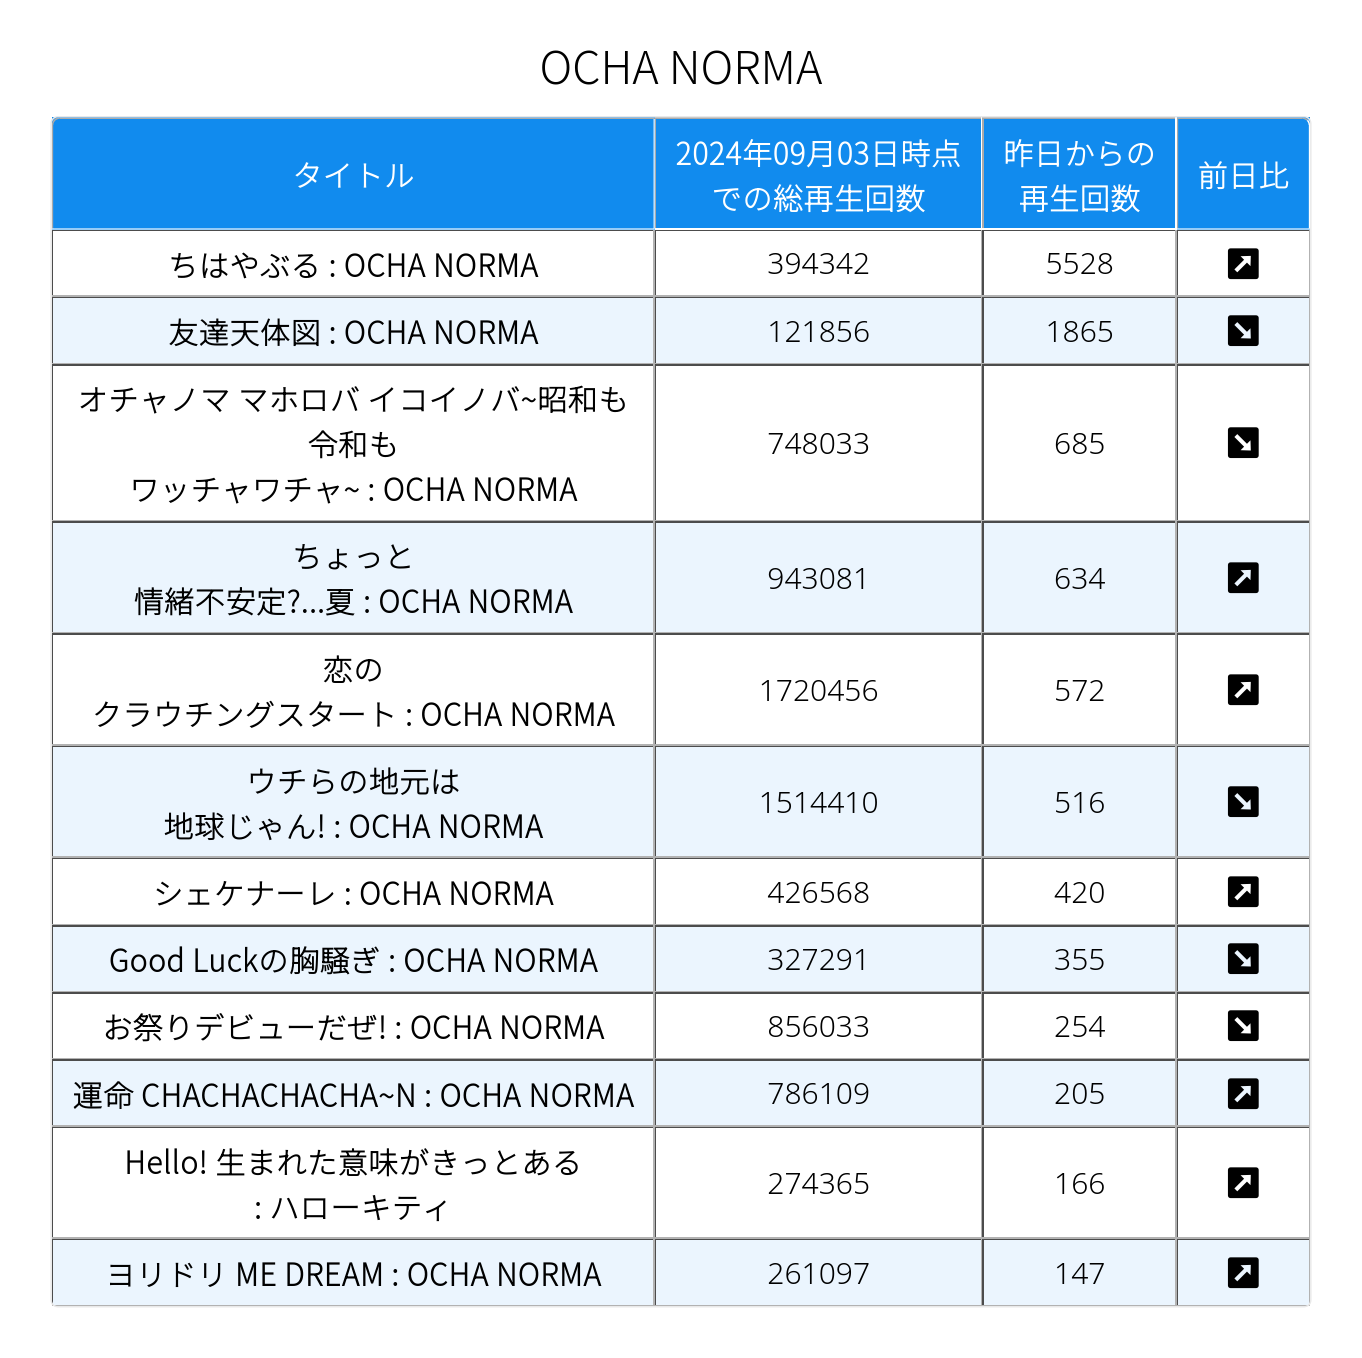 OCHA NORMA
タイトル
2024年09月03日時点
での総再生回数
昨日からの
再生回数
前日比
ちはやぶる : OCHA NORMA
394342
5528
友達天体図 : OCHA NORMA
121856
1865
オチャノマ マホロバ イコイノバ~昭和も
令和も
ワッチャワチャ~ : OCHA NORMA
748033
685
ちょっと
情緒不安定?...夏 : OCHA NORMA
943081
634
恋の
クラウチングスタート : OCHA NORMA
1720456
572
ウチらの地元は
地球じゃん! : OCHA NORMA
1514410
516
シェケナーレ : OCHA NORMA
426568
420
Good Luckの胸騒ぎ : OCHA NORMA
327291
355
お祭りデビューだぜ! : OCHA NORMA
856033
254
運命 CHACHACHACHA~N : OCHA NORMA
786109
205
Hello! 生まれた意味がきっとある
: ハローキティ
274365
166
ヨリドリ ME DREAM : OCHA NORMA
261097
147